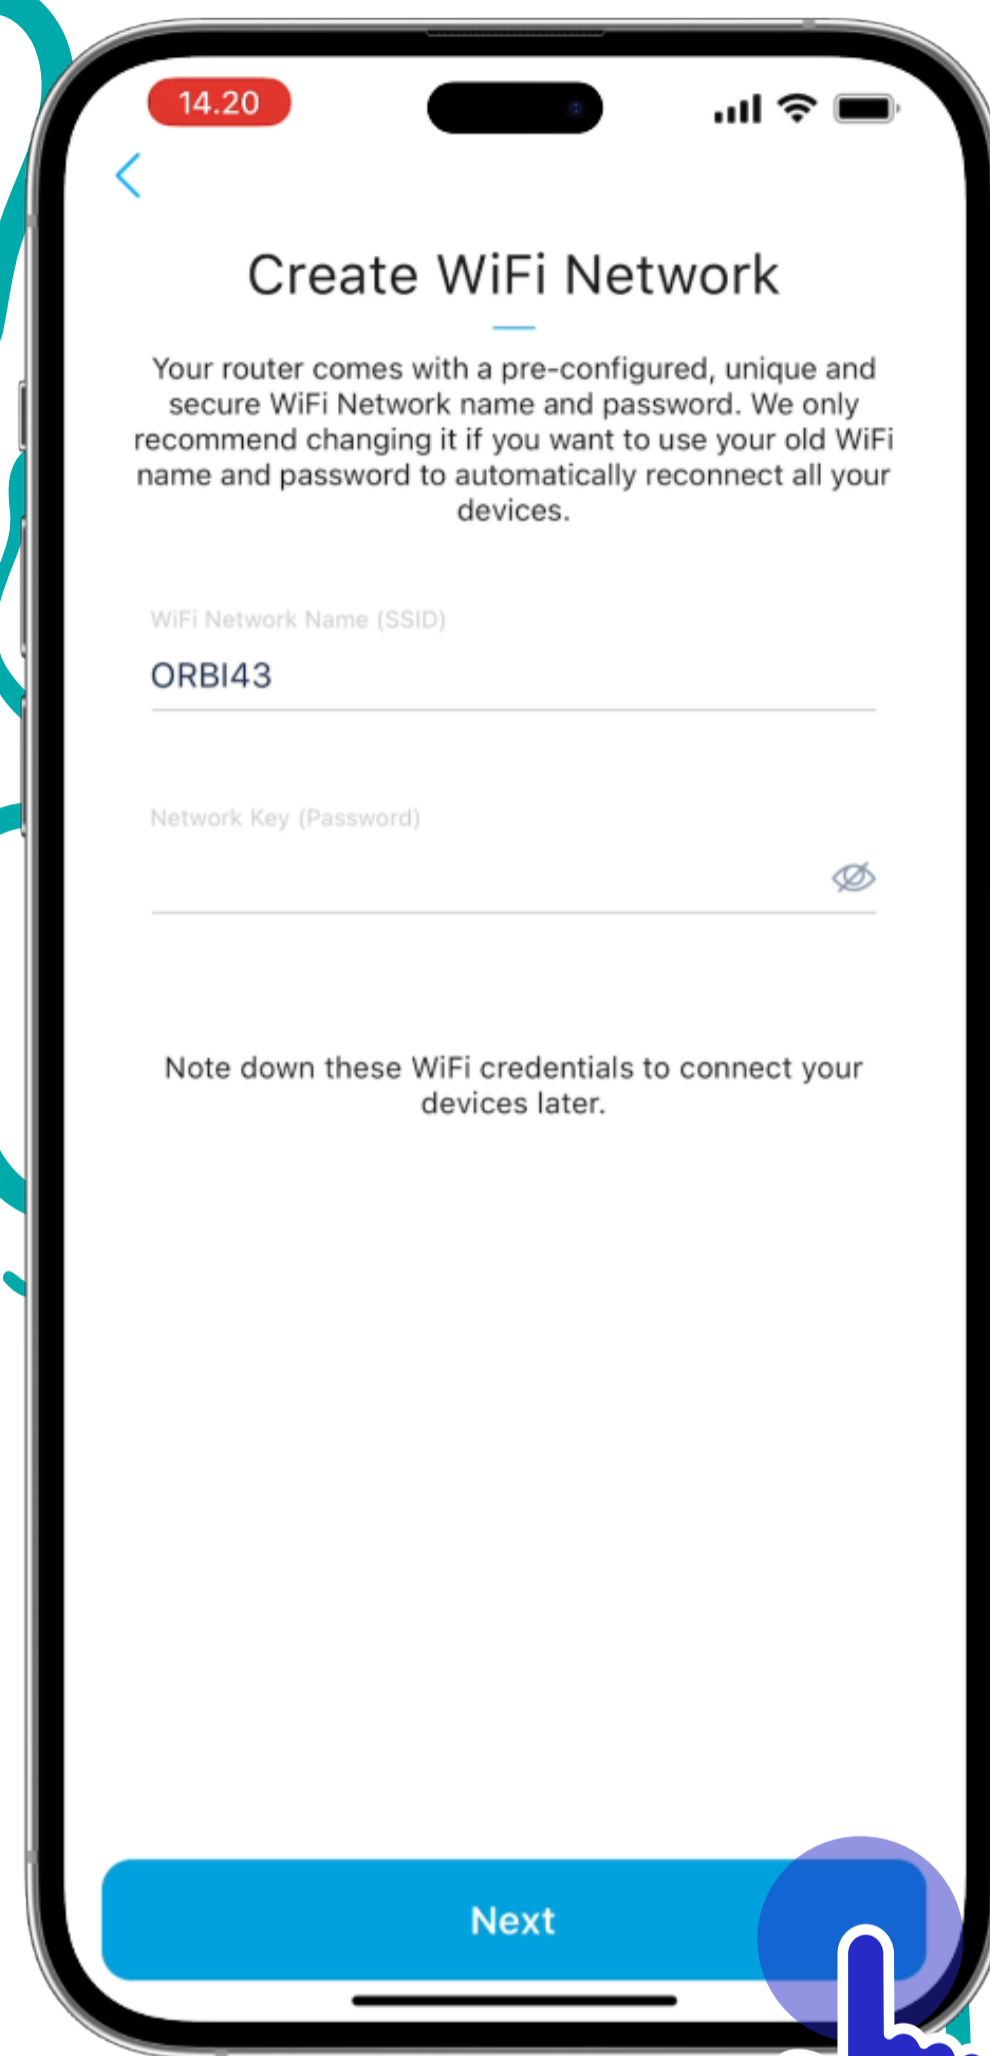 14.20
Create WiFi Network
Your router comes with a pre-configured, unique and
secure WiFi Network name and password. We only
recommend changing it if you want to use your old WiFi
name and password to automatically reconnect all your
devices.
WiFi Network Name (SSID)
ORBI43
Network Key (Password)
Note down these WiFi credentials to connect your
devices later.
Next